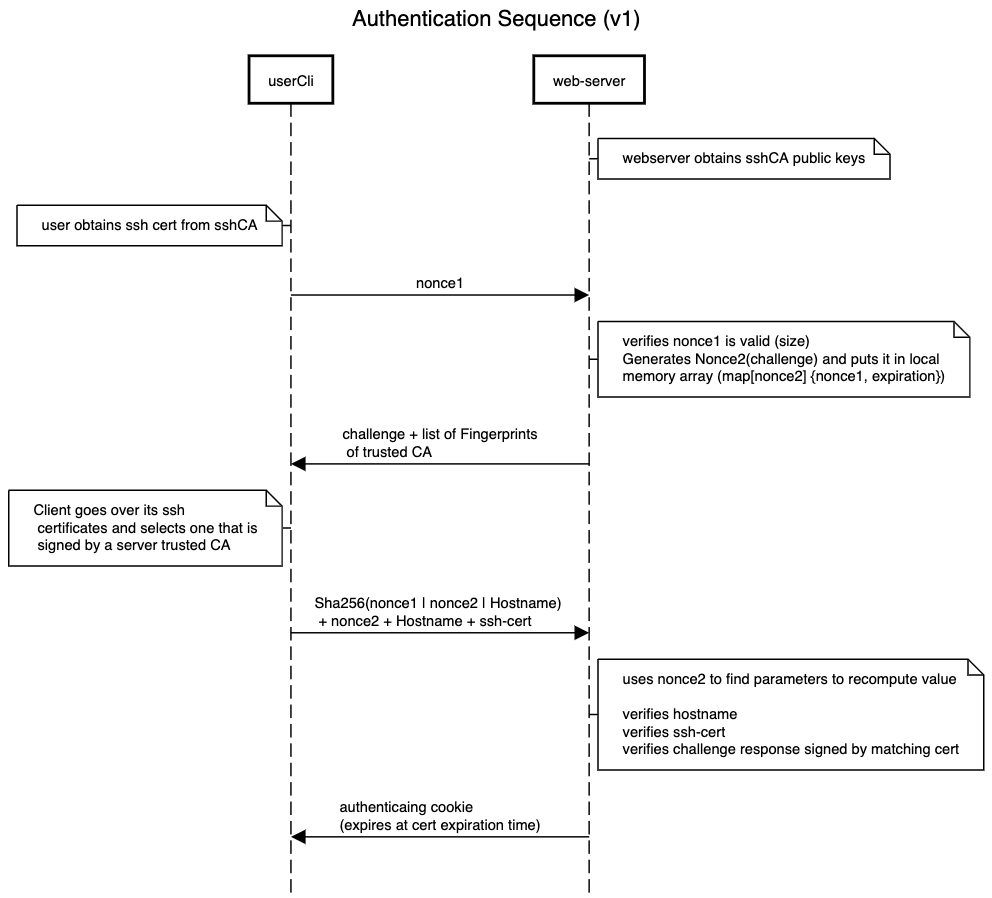 Authentication Sequence (v1)
userCli
web-server
webserver obtains sshCA public keys
user obtains ssh cert from sshCA
nonce1
verifies nonce1 is valid (size)
Generates Nonce2(challenge) and puts it in local
memory array (map[nonce2] {nonce1, expiration})
challenge + list of Fingerprints
of trusted CA
Client goes over its ssh
certificates and selects one that is
signed by a server trusted CA
Sha256(nonce1 | nonce2 | Hostname)
+ nonce2 + Hostname + ssh-cert
uses nonce2 to find parameters to recompute value
verifies hostname
verifies ssh-cert
verifies challenge response signed by matching cert
authenticaing cookie
(expires at cert expiration time)